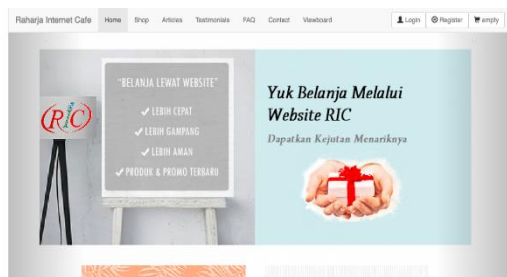 Raharja Internet Cafe Home Shop Articles Testimonials FAQ Contact Viewboard Login Register empty
"BELANJA LEWAT WEBSITE"
LEBIH CEPAT
LEBIH GAMPANG
LEBIH AMAN
PRODUK & PROMO TERBARU
RIC
Yuk Belanja Melalui
Website RIC
Dapatkan Kejutan Menariknya